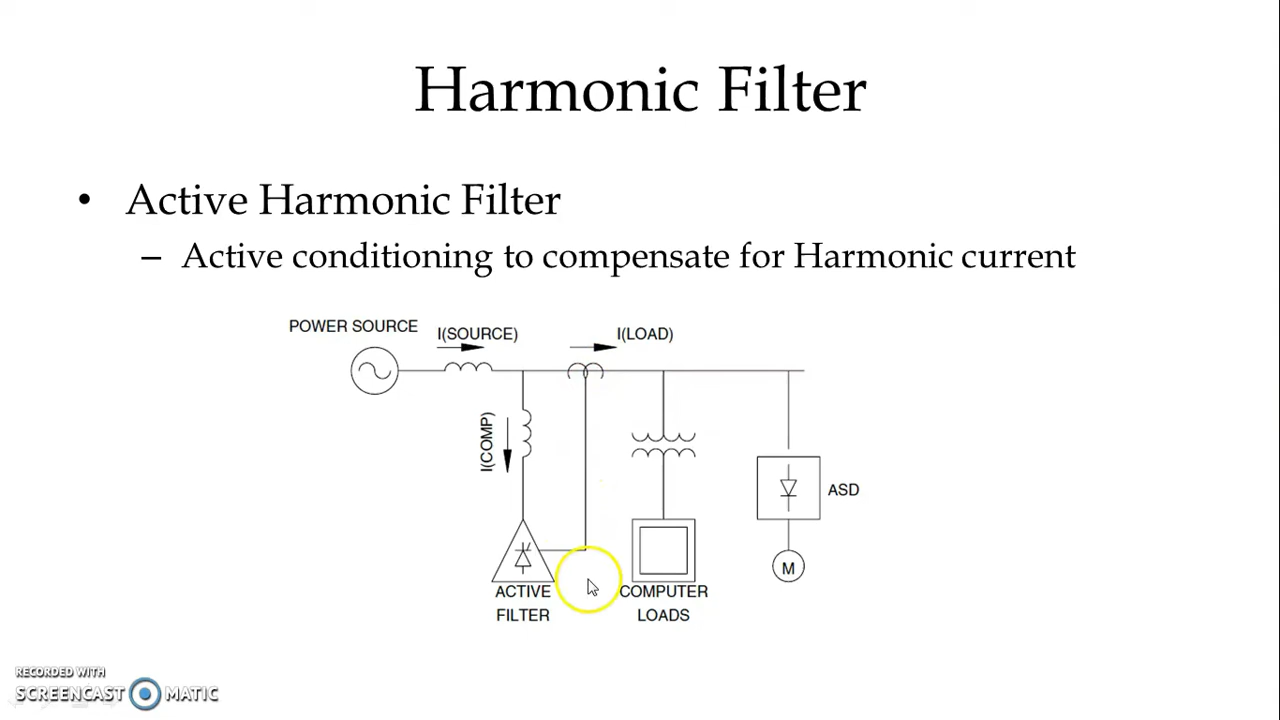 Harmonic Filter
• Active Harmonic Filter
– Active conditioning to compensate for Harmonic current
POWER SOURCE
I(SOURCE)
I(LOAD)
I(COMP)
ASD
M
ACTIVE
FILTER
COMPUTER
LOADS
RECORDED WITH
SCREENCAST MATIC